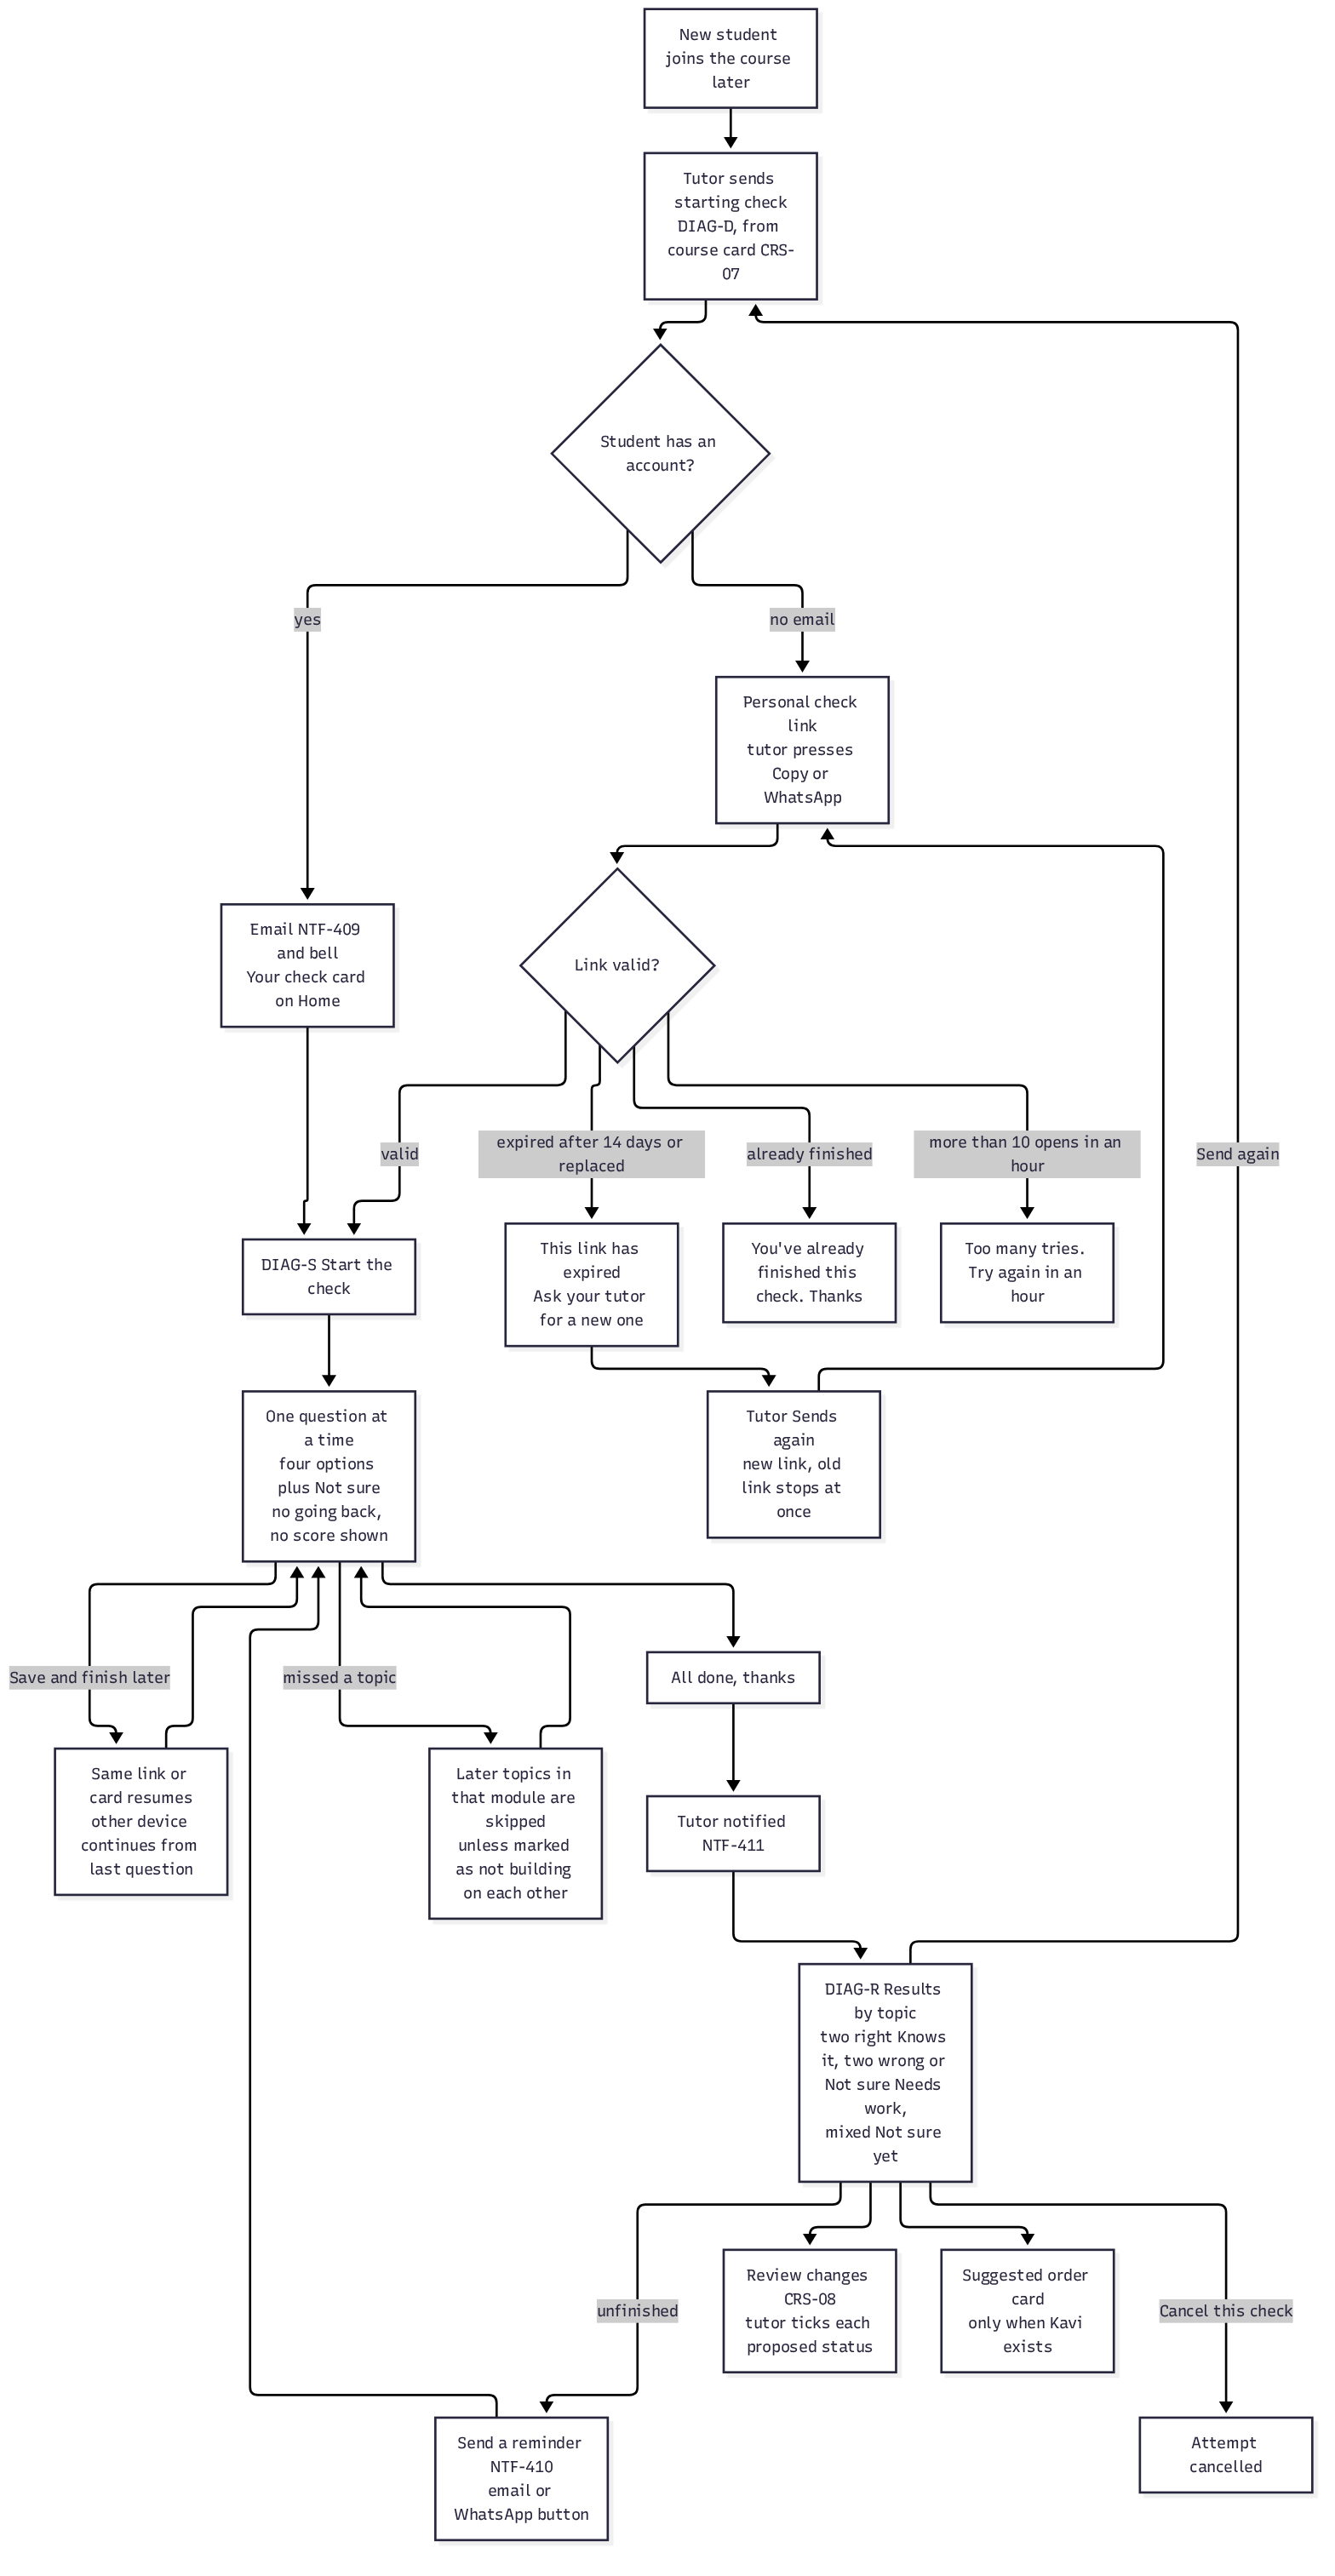 New student
joins the course
later
Tutor sends
starting check
DIAG-D, from
course card CRS-
07
Student has an
account?
yes
no email
Personal check
link
tutor presses
Copy or
WhatsApp
Email NTF-409
and bell
Your check card
on Home
Link valid?
valid
expired after 14 days or
replaced
already finished
more than 10 opens in an
hour
Send again
DIAG-S Start the
check
This link has
expired
Ask your tutor
for a new one
You've already
finished this
check. Thanks
Too many tries.
Try again in an
hour
One question at
a time
four options
plus Not sure
no going back,
no score shown
Tutor Sends
again
new link, old
link stops at
once
Save and finish later
missed a topic
All done, thanks
Same link or
card resumes
other device
continues from
last question
Later topics in
that module are
skipped
unless marked
as not building
on each other
Tutor notified
NTF-411
DIAG-R Results
by topic
two right Knows
it, two wrong or
Not sure Needs
work,
mixed Not sure
yet
unfinished
Review changes
CRS-08
tutor ticks each
proposed status
Suggested order
card
only when Kavi
exists
Cancel this check
Send a reminder
NTF-410
email or
WhatsApp button
Attempt
cancelled